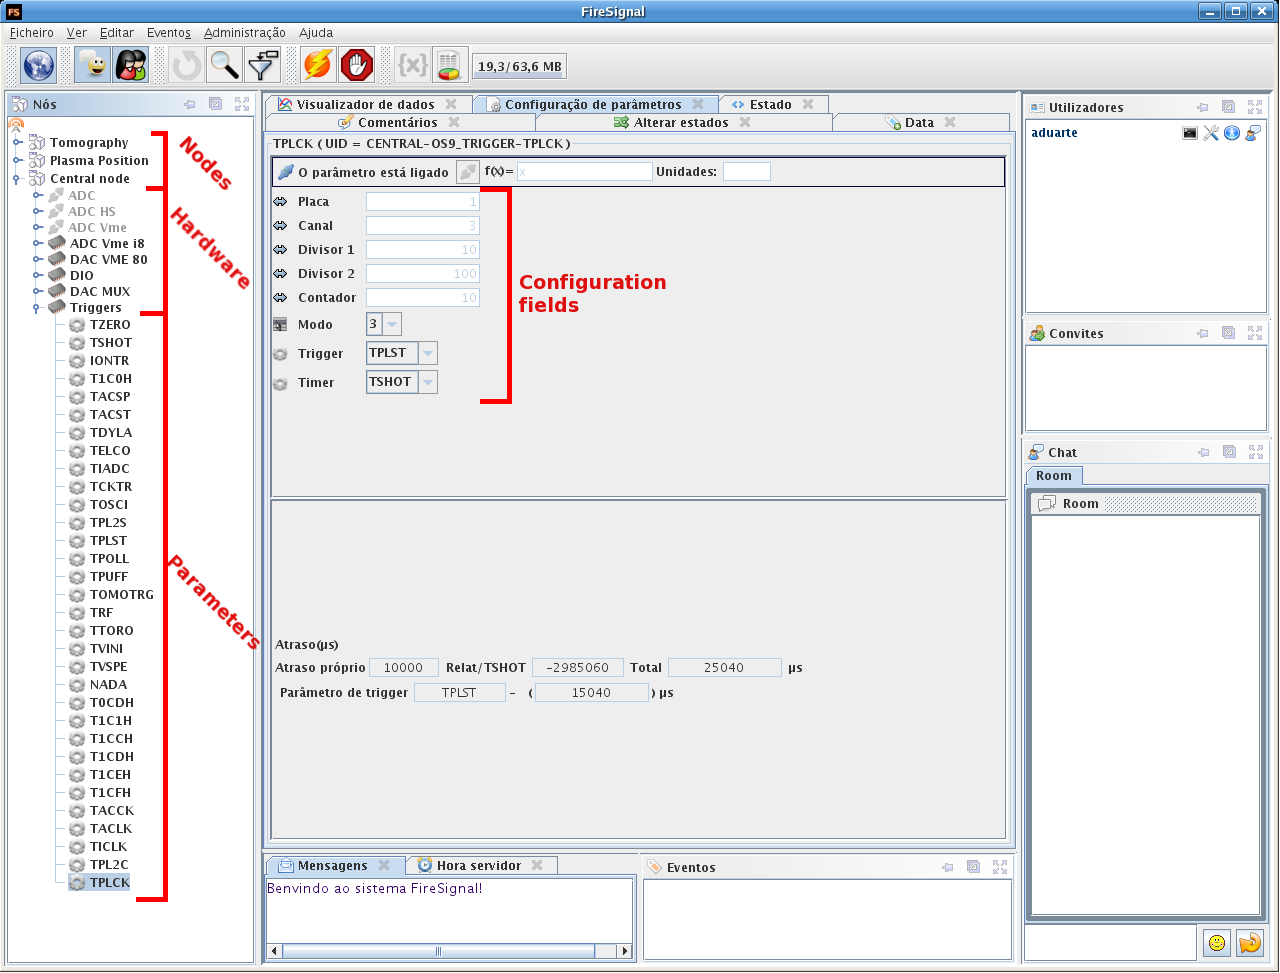 FS
FireSignal
Ficheiro Ver Editar Eventos Administração Ajuda
{x}
19,3/63,6 MB
Nós
Tomography
Plasma Position
Central node
ADC
ADC HS
ADC Vme
ADC Vme i8
DAC VME 80
DIO
DAC MUX
Triggers
TZERO
TSHOT
IONTR
T1C0H
TACSP
TACST
TDYLA
TELCO
TIADC
TCKTR
TOSCI
TPL2S
TPLST
TPOLL
TPUFF
TOMOTRG
TRF
TTORO
TVINI
TVSPE
NADA
T0CDH
T1C1H
T1CCH
T1CDH
T1CEH
T1CFH
TACCK
TACLK
TICLK
TPL2C
TPLCK
Nodes
Hardware
Parameters
Visualizador de dados
Configuração de parâmetros
Estado
Comentários
Alterar estados
Data
TPLCK ( UID = CENTRAL-OS9_TRIGGER-TPLCK )
O parâmetro está ligado f(x)= x Unidades:
Placa 1
Canal 3
Divisor 1 10
Divisor 2 100
Contador 10
Modo 3
Trigger TPLST
Timer TSHOT
Configuration
fields
Atraso(µs)
Atraso próprio 10000 Relat/TSHOT -2985060 Total 25040 µs
Parâmetro de trigger TPLST - ( 15040 ) µs
Mensagens
Hora servidor
Benvindo ao sistema FireSignal!
Eventos
Utilizadores
aduarte
Convites
Chat
Room
Room